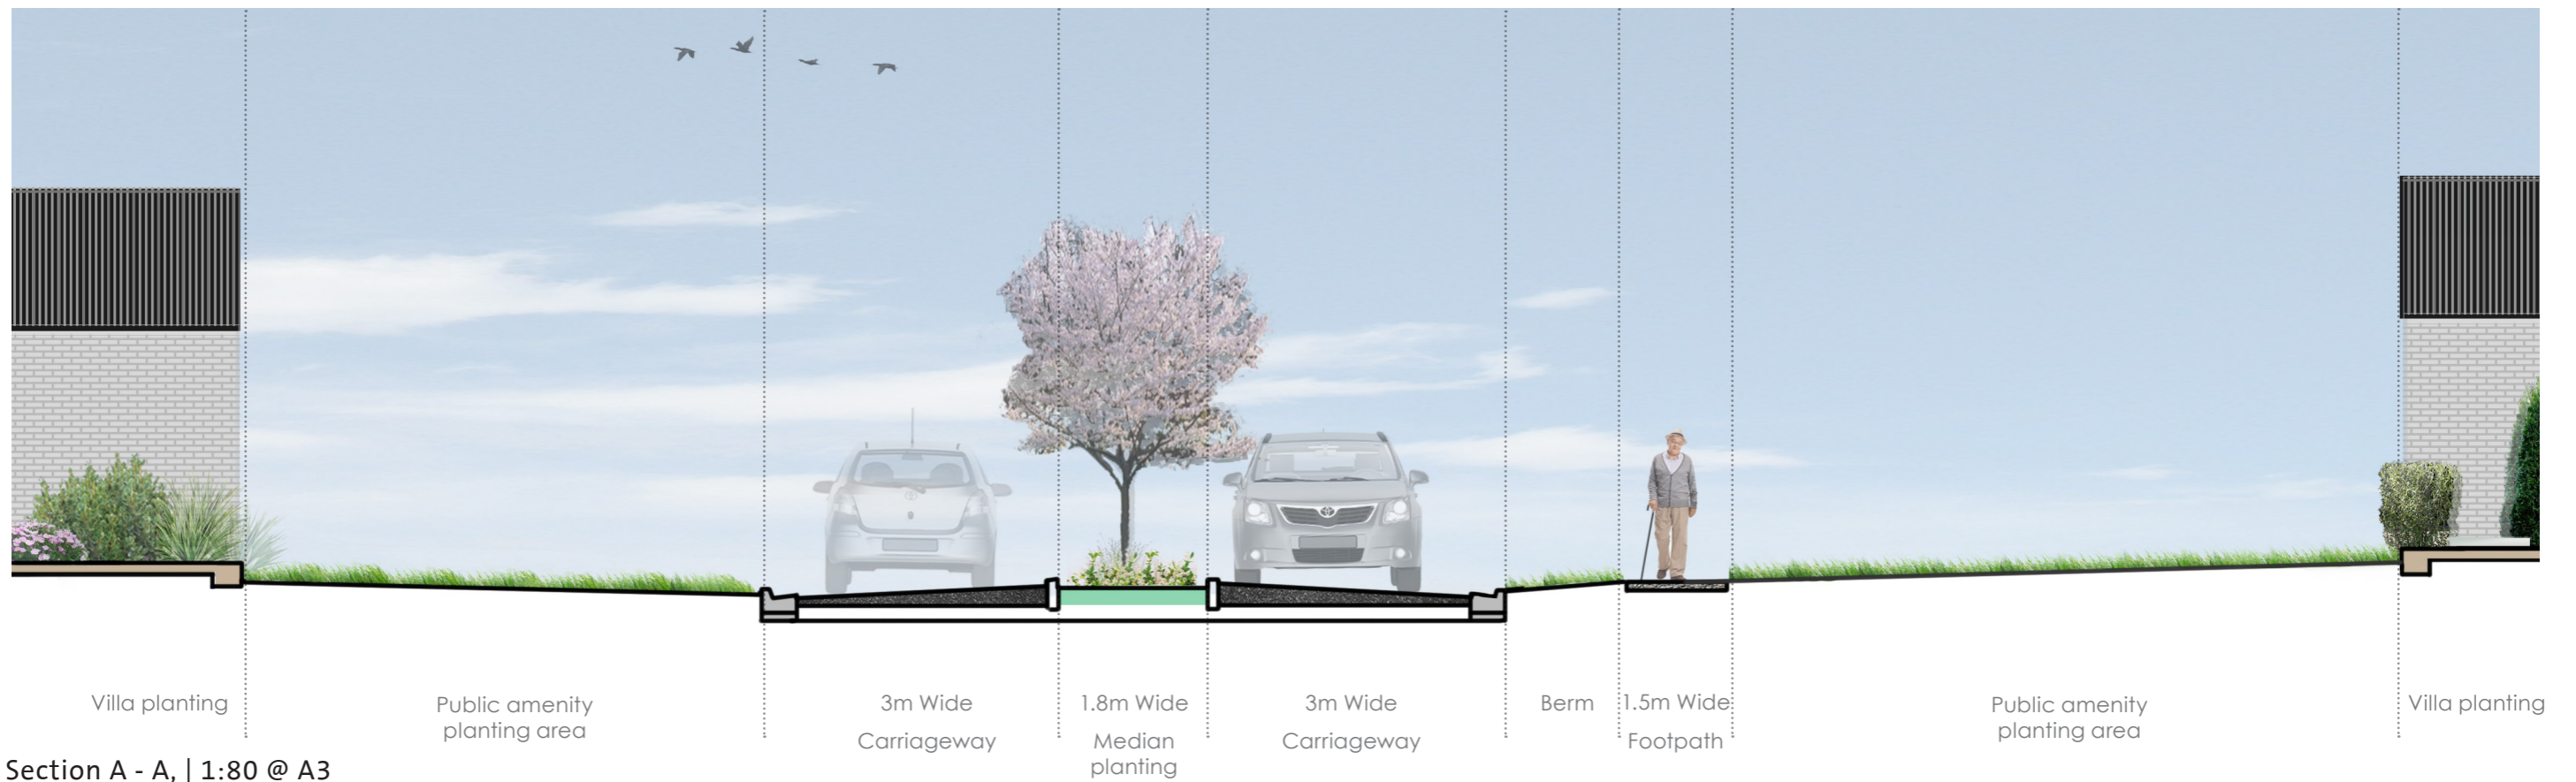 Villa planting
Public amenity
planting area
3m Wide
Carriageway
1.8m Wide
Median
planting
3m Wide
Carriageway
Berm
1.5m Wide
Footpath
Public amenity
planting area
Villa planting
Section A - A, | 1:80 @ A3